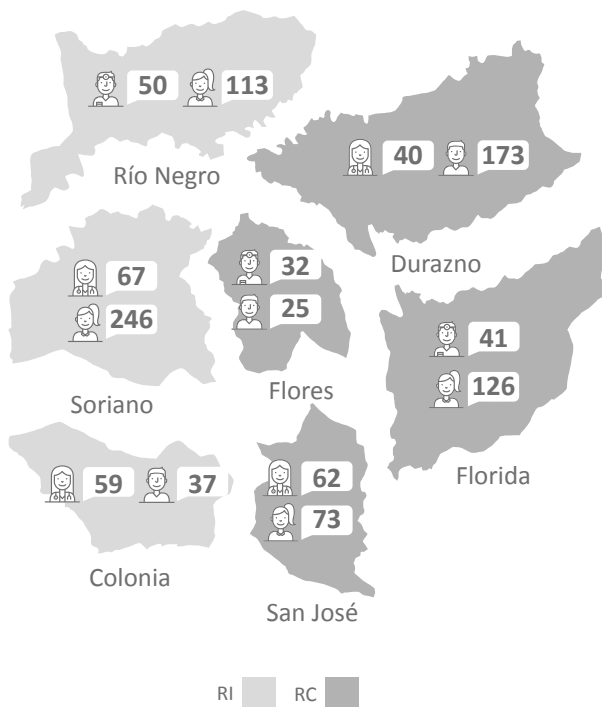 50 113
Río Negro
40 173
Durazno
67
246
Soriano
32
25
Flores
41
126
Florida
59 37
Colonia
62
73
San José
RI RC